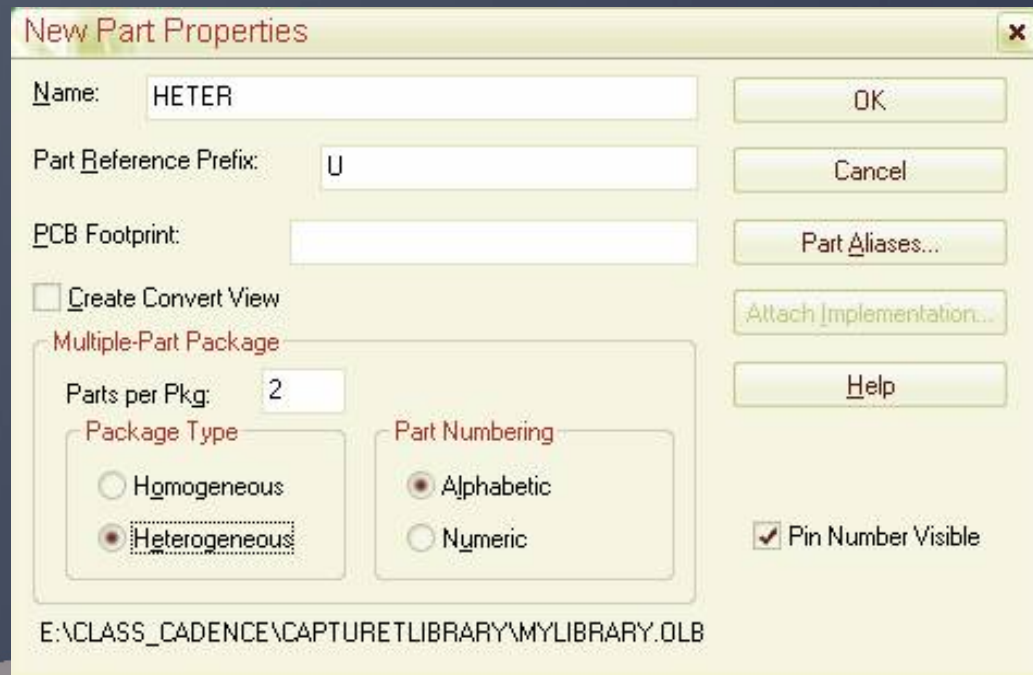 New Part Properties
Name: HETER
OK
Part Reference Prefix: U
Cancel
PCB Footprint:
Part Aliases...
Create Convert View
Attach Implementation...
Multiple-Part Package
Parts per Pkg: 2
Help
Package Type
Part Numbering
Homogeneous
Alphabetic
Heterogeneous
Numeric
Pin Number Visible
E:\CLASS_CADENCE\CAPTURETLIBRARY\MYLIBRARY.OLB